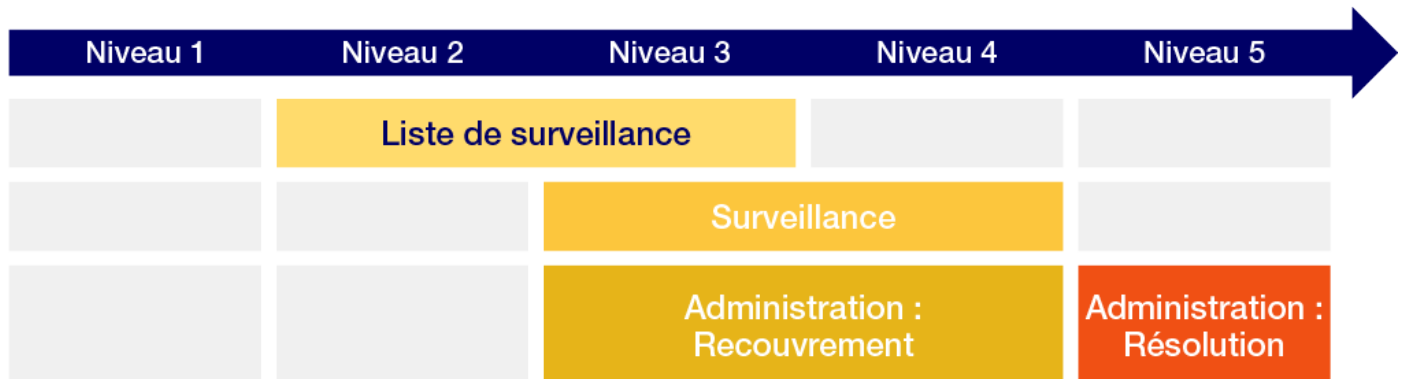 Niveau 1 Niveau 2 Niveau 3 Niveau 4 Niveau 5
Liste de surveillance
Surveillance
Administration :
Recouvrement
Administration :
Résolution